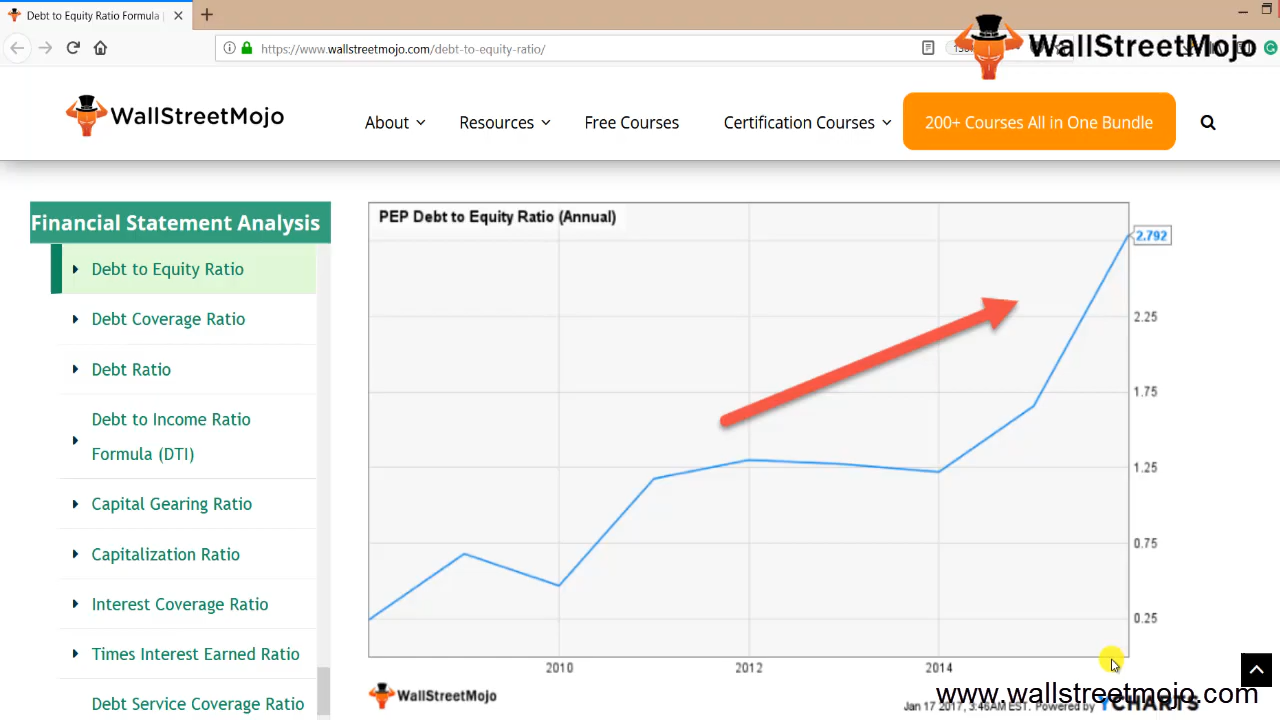 Debt to Equity Ratio Formula |
https://www.wallstreetmojo.com/debt-to-equity-ratio/
WallStreetMojo
WallStreetMojo
About
Resources
Free Courses
Certification Courses
200+ Courses All in One Bundle
Financial Statement Analysis
Debt to Equity Ratio
Debt Coverage Ratio
Debt Ratio
Debt to Income Ratio
Formula (DTI)
Capital Gearing Ratio
Capitalization Ratio
Interest Coverage Ratio
Times Interest Earned Ratio
Debt Service Coverage Ratio
PEP Debt to Equity Ratio (Annual)
2.792
2.25
1.75
1.25
0.75
0.25
2010
2012
2014
WallStreetMojo
www.wallstreetmojo.com
Jan 17 2017, 3:46AM EST. Powered by YCHARTS